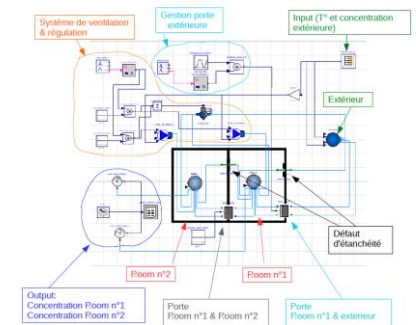 Système de ventilation
& régulation
Gestion porte
extérieure
Input (T° et concentration
extérieure)
Extérieur
Défaut
d'étanchéité
Room n°2
Room n°1
Output:
Concentration Room n°1
Concentration Room n°2
Porte
Room n°1 & Room n°2
Porte
Room n°1 & exterieur